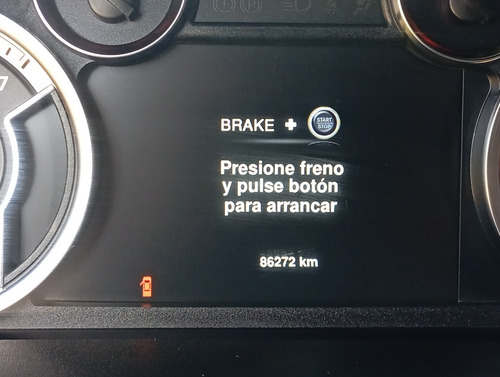 BRAKE + START STOP
Presione freno
y pulse botón
para arrancar
86272 km